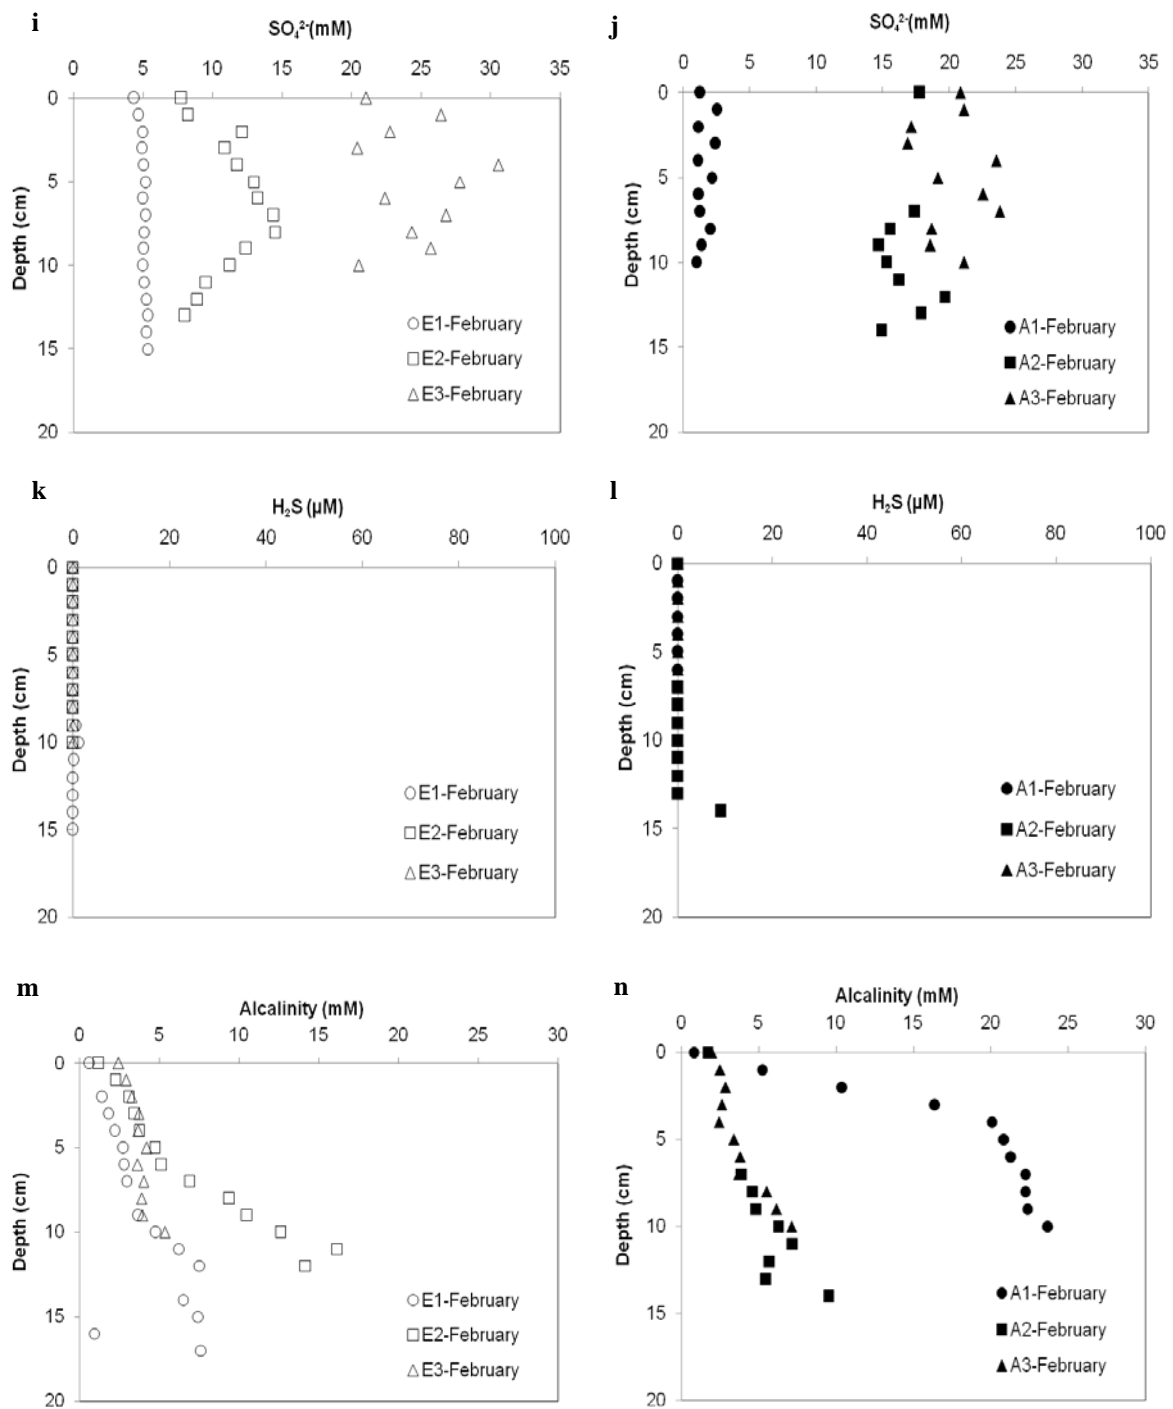 i
SO₄²⁻(mM)
0 5 10 15 20 25 30 35
0
5
10
15
20
Depth (cm)
E1-February
E2-February
E3-February
j
SO₄²⁻(mM)
0 5 10 15 20 25 30 35
0
5
10
15
20
Depth (cm)
A1-February
A2-February
A3-February
k
H₂S (µM)
0 20 40 60 80 100
0
5
10
15
20
Depth (cm)
E1-February
E2-February
E3-February
l
H₂S (µM)
0 20 40 60 80 100
0
5
10
15
20
Depth (cm)
A1-February
A2-February
A3-February
m
Alcalinity (mM)
0 5 10 15 20 25 30
0
5
10
15
20
Depth (cm)
E1-February
E2-February
E3-February
n
Alcalinity (mM)
0 5 10 15 20 25 30
0
5
10
15
20
Depth (cm)
A1-February
A2-February
A3-February